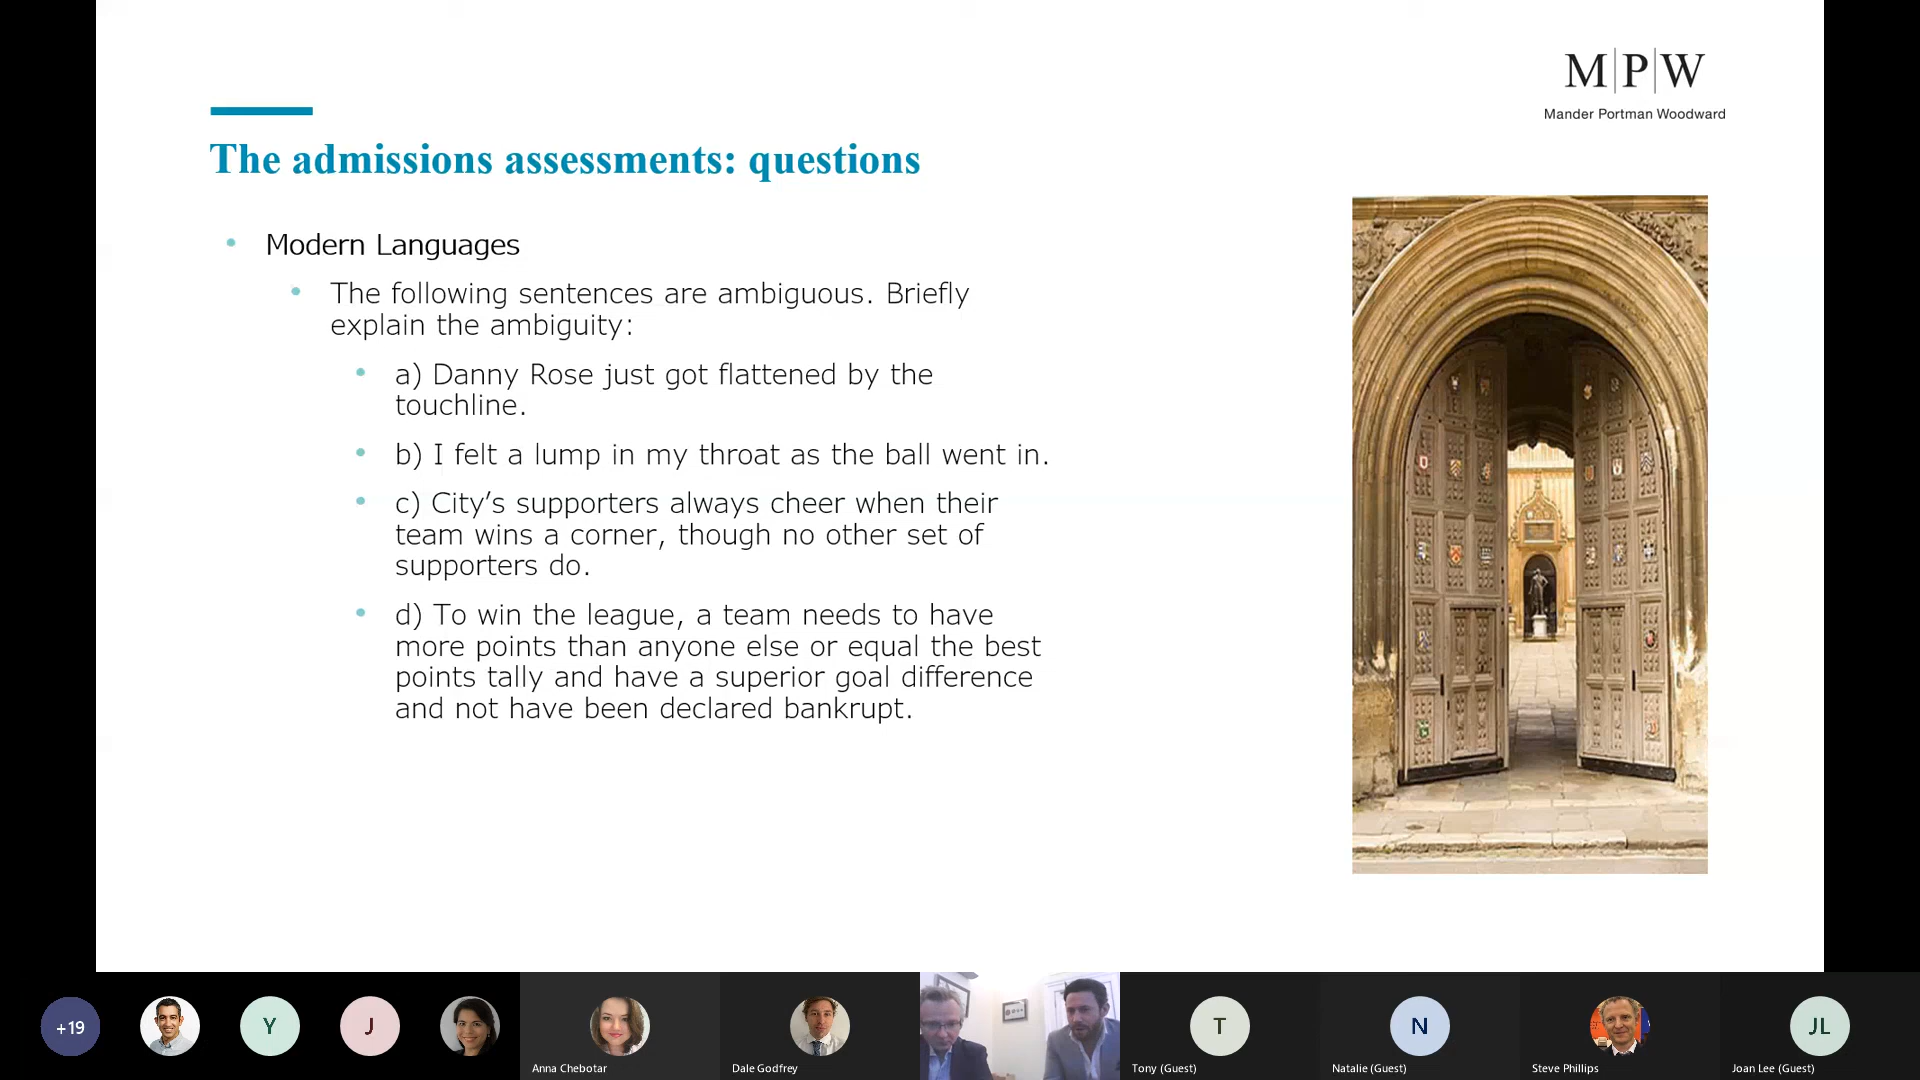 M|P|W
Mander Portman Woodward
The admissions assessments: questions
• Modern Languages
• The following sentences are ambiguous. Briefly
explain the ambiguity:
• a) Danny Rose just got flattened by the
touchline.
• b) I felt a lump in my throat as the ball went in.
• c) City’s supporters always cheer when their
team wins a corner, though no other set of
supporters do.
• d) To win the league, a team needs to have
more points than anyone else or equal the best
points tally and have a superior goal difference
and not have been declared bankrupt.
+19
Y
J
Anna Chebotar
Dale Godfrey
T
Tony (Guest)
N
Natalie (Guest)
Steve Phillips
JL
Joan Lee (Guest)